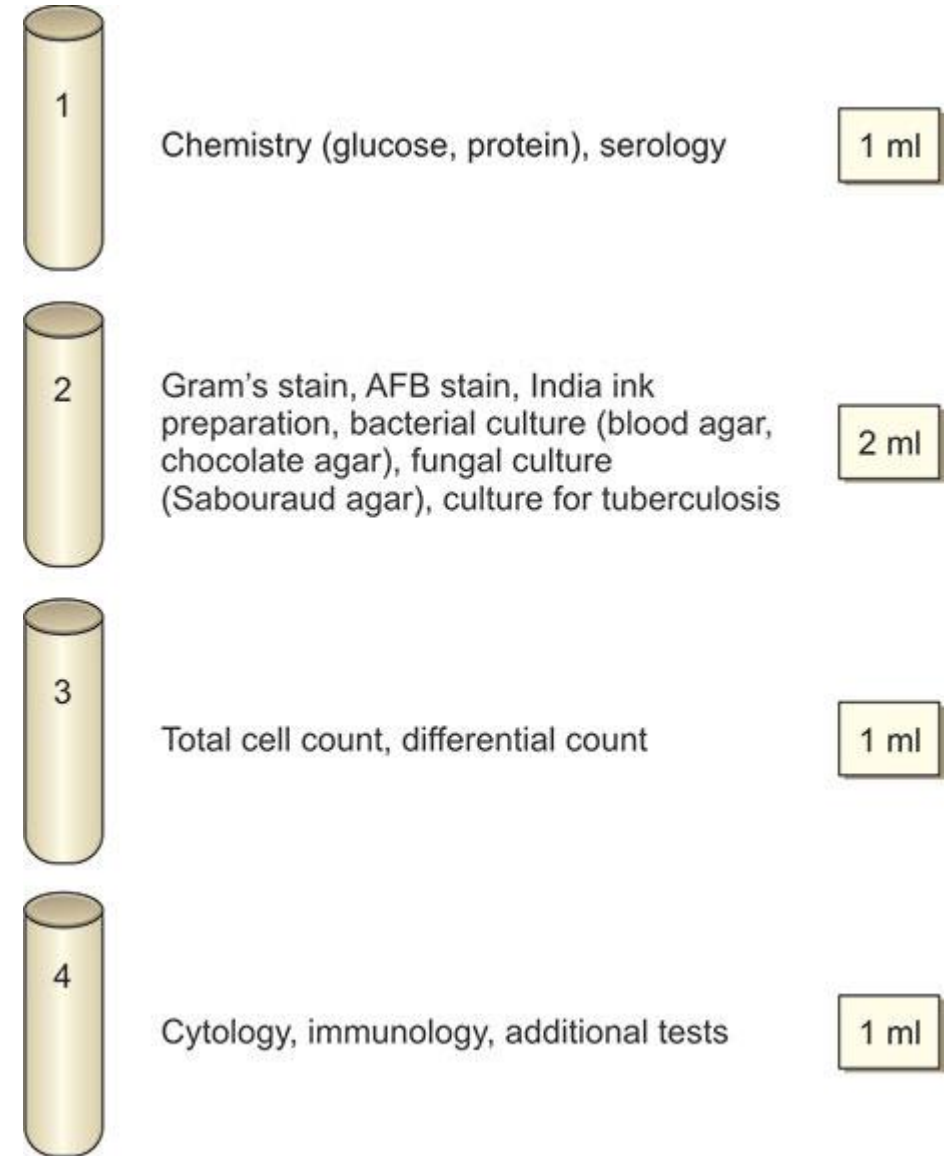 1
Chemistry (glucose, protein), serology
1 ml
2
Gram’s stain, AFB stain, India ink
preparation, bacterial culture (blood agar,
chocolate agar), fungal culture
(Sabouraud agar), culture for tuberculosis
2 ml
3
Total cell count, differential count
1 ml
4
Cytology, immunology, additional tests
1 ml